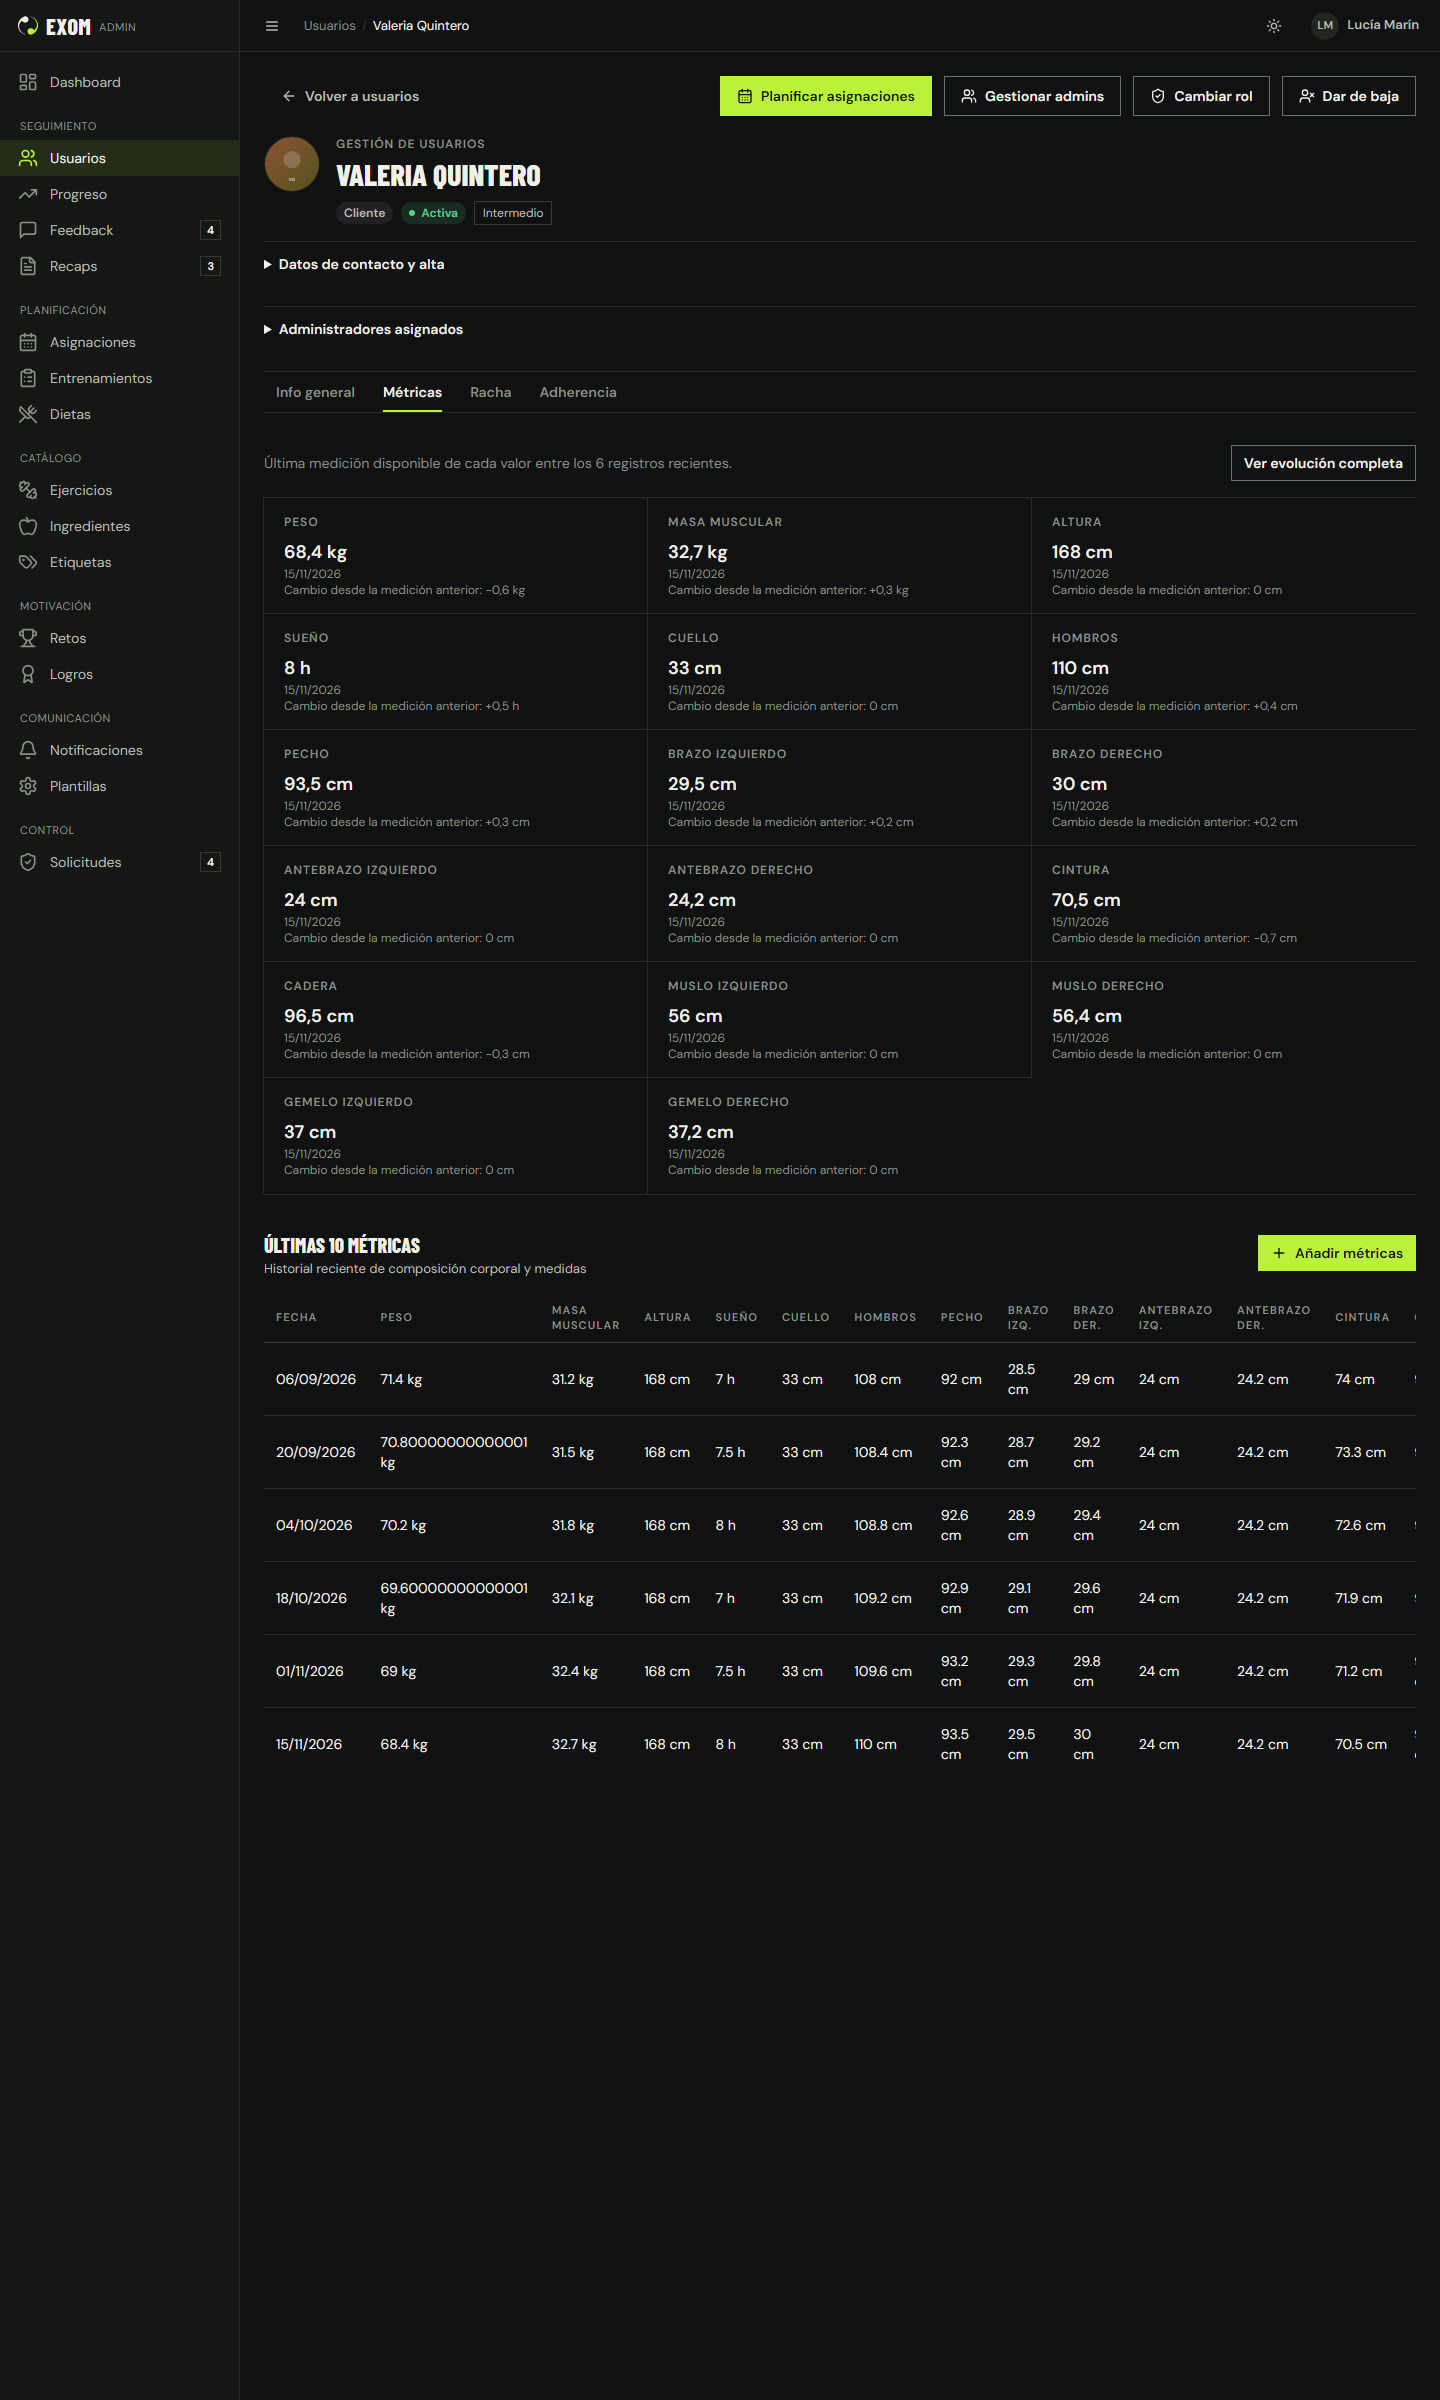 EXOM ADMIN
Usuarios / Valeria Quintero
LM Lucía Marín
Dashboard
SEGUIMIENTO
Usuarios
Progreso
Feedback 4
Recaps 3
PLANIFICACIÓN
Asignaciones
Entrenamientos
Dietas
CATÁLOGO
Ejercicios
Ingredientes
Etiquetas
MOTIVACIÓN
Retos
Logros
COMUNICACIÓN
Notificaciones
Plantillas
CONTROL
Solicitudes 4
Volver a usuarios
Planificar asignaciones
Gestionar admins
Cambiar rol
Dar de baja
GESTIÓN DE USUARIOS
VALERIA QUINTERO
Cliente Activa Intermedio
Datos de contacto y alta
Administradores asignados
Info general Métricas Racha Adherencia
Última medición disponible de cada valor entre los 6 registros recientes.
Ver evolución completa
PESO
68,4 kg
15/11/2026
Cambio desde la medición anterior: -0,6 kg
MASA MUSCULAR
32,7 kg
15/11/2026
Cambio desde la medición anterior: +0,3 kg
ALTURA
168 cm
15/11/2026
Cambio desde la medición anterior: 0 cm
SUEÑO
8 h
15/11/2026
Cambio desde la medición anterior: +0,5 h
CUELLO
33 cm
15/11/2026
Cambio desde la medición anterior: 0 cm
HOMBROS
110 cm
15/11/2026
Cambio desde la medición anterior: +0,4 cm
PECHO
93,5 cm
15/11/2026
Cambio desde la medición anterior: +0,3 cm
BRAZO IZQUIERDO
29,5 cm
15/11/2026
Cambio desde la medición anterior: +0,2 cm
BRAZO DERECHO
30 cm
15/11/2026
Cambio desde la medición anterior: +0,2 cm
ANTEBRAZO IZQUIERDO
24 cm
15/11/2026
Cambio desde la medición anterior: 0 cm
ANTEBRAZO DERECHO
24,2 cm
15/11/2026
Cambio desde la medición anterior: 0 cm
CINTURA
70,5 cm
15/11/2026
Cambio desde la medición anterior: -0,7 cm
CADERA
96,5 cm
15/11/2026
Cambio desde la medición anterior: -0,3 cm
MUSLO IZQUIERDO
56 cm
15/11/2026
Cambio desde la medición anterior: 0 cm
MUSLO DERECHO
56,4 cm
15/11/2026
Cambio desde la medición anterior: 0 cm
GEMELO IZQUIERDO
37 cm
15/11/2026
Cambio desde la medición anterior: 0 cm
GEMELO DERECHO
37,2 cm
15/11/2026
Cambio desde la medición anterior: 0 cm
ÚLTIMAS 10 MÉTRICAS
Historial reciente de composición corporal y medidas
Añadir métricas
FECHA PESO MASA MUSCULAR ALTURA SUEÑO CUELLO HOMBROS PECHO BRAZO IZQ. BRAZO DER. ANTEBRAZO IZQ. ANTEBRAZO DER. CINTURA
06/09/2026 71.4 kg 31.2 kg 168 cm 7 h 33 cm 108 cm 92 cm 28.5 cm 29 cm 24 cm 24.2 cm 74 cm
20/09/2026 70.80000000000001 kg 31.5 kg 168 cm 7.5 h 33 cm 108.4 cm 92.3 cm 28.7 cm 29.2 cm 24 cm 24.2 cm 73.3 cm
04/10/2026 70.2 kg 31.8 kg 168 cm 8 h 33 cm 108.8 cm 92.6 cm 28.9 cm 29.4 cm 24 cm 24.2 cm 72.6 cm
18/10/2026 69.60000000000001 kg 32.1 kg 168 cm 7 h 33 cm 109.2 cm 92.9 cm 29.1 cm 29.6 cm 24 cm 24.2 cm 71.9 cm
01/11/2026 69 kg 32.4 kg 168 cm 7.5 h 33 cm 109.6 cm 93.2 cm 29.3 cm 29.8 cm 24 cm 24.2 cm 71.2 cm
15/11/2026 68.4 kg 32.7 kg 168 cm 8 h 33 cm 110 cm 93.5 cm 29.5 cm 30 cm 24 cm 24.2 cm 70.5 cm